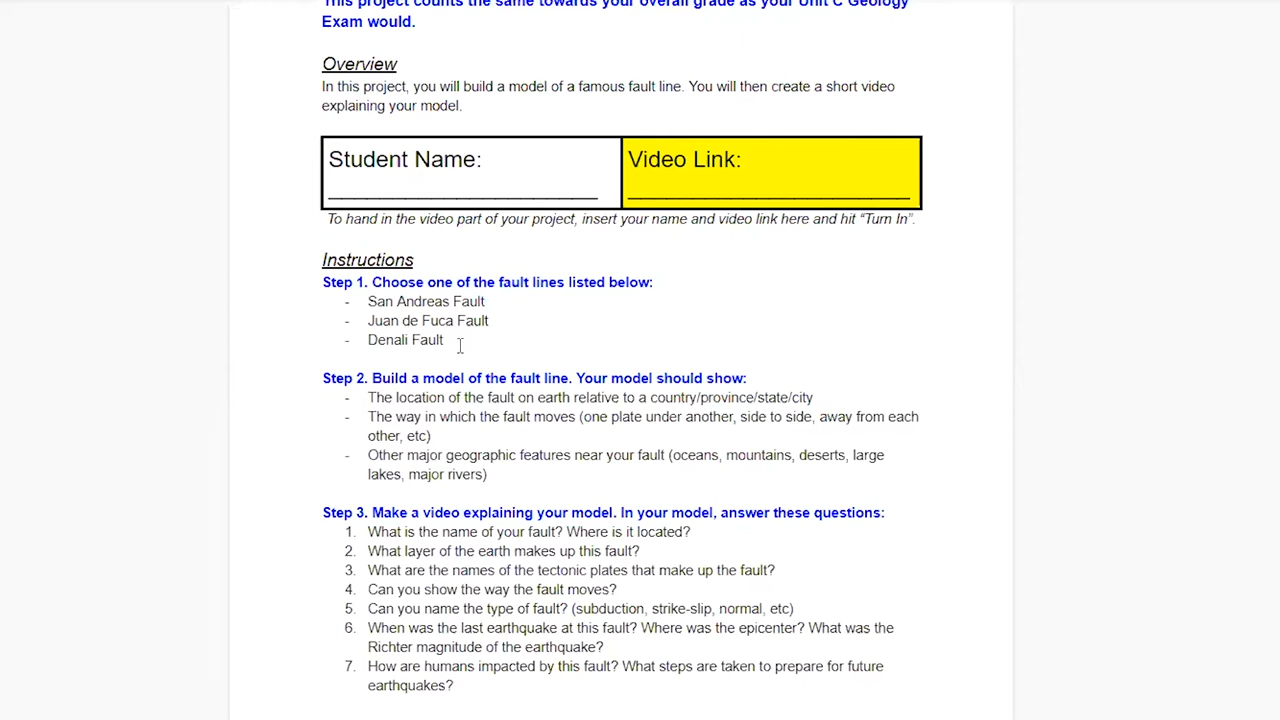 This project counts the same towards your overall grade as your Unit C Geology
Exam would.
Overview
In this project, you will build a model of a famous fault line. You will then create a short video
explaining your model.
Student Name:
Video Link:
To hand in the video part of your project, insert your name and video link here and hit “Turn In”.
Instructions
Step 1. Choose one of the fault lines listed below:
- San Andreas Fault
- Juan de Fuca Fault
- Denali Fault
Step 2. Build a model of the fault line. Your model should show:
- The location of the fault on earth relative to a country/province/state/city
- The way in which the fault moves (one plate under another, side to side, away from each
other, etc)
- Other major geographic features near your fault (oceans, mountains, deserts, large
lakes, major rivers)
Step 3. Make a video explaining your model. In your model, answer these questions:
1. What is the name of your fault? Where is it located?
2. What layer of the earth makes up this fault?
3. What are the names of the tectonic plates that make up the fault?
4. Can you show the way the fault moves?
5. Can you name the type of fault? (subduction, strike-slip, normal, etc)
6. When was the last earthquake at this fault? Where was the epicenter? What was the
Richter magnitude of the earthquake?
7. How are humans impacted by this fault? What steps are taken to prepare for future
earthquakes?